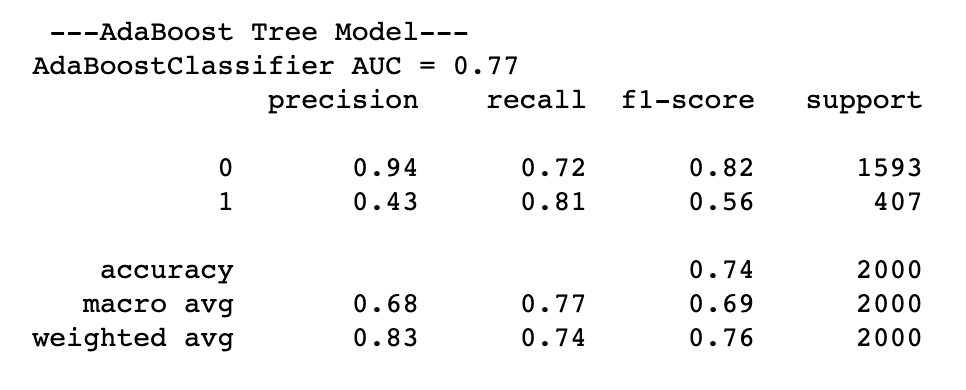 ---AdaBoost Tree Model---
AdaBoostClassifier AUC = 0.77
precision recall f1-score support
0 0.94 0.72 0.82 1593
1 0.43 0.81 0.56 407
accuracy 0.74 2000
macro avg 0.68 0.77 0.69 2000
weighted avg 0.83 0.74 0.76 2000